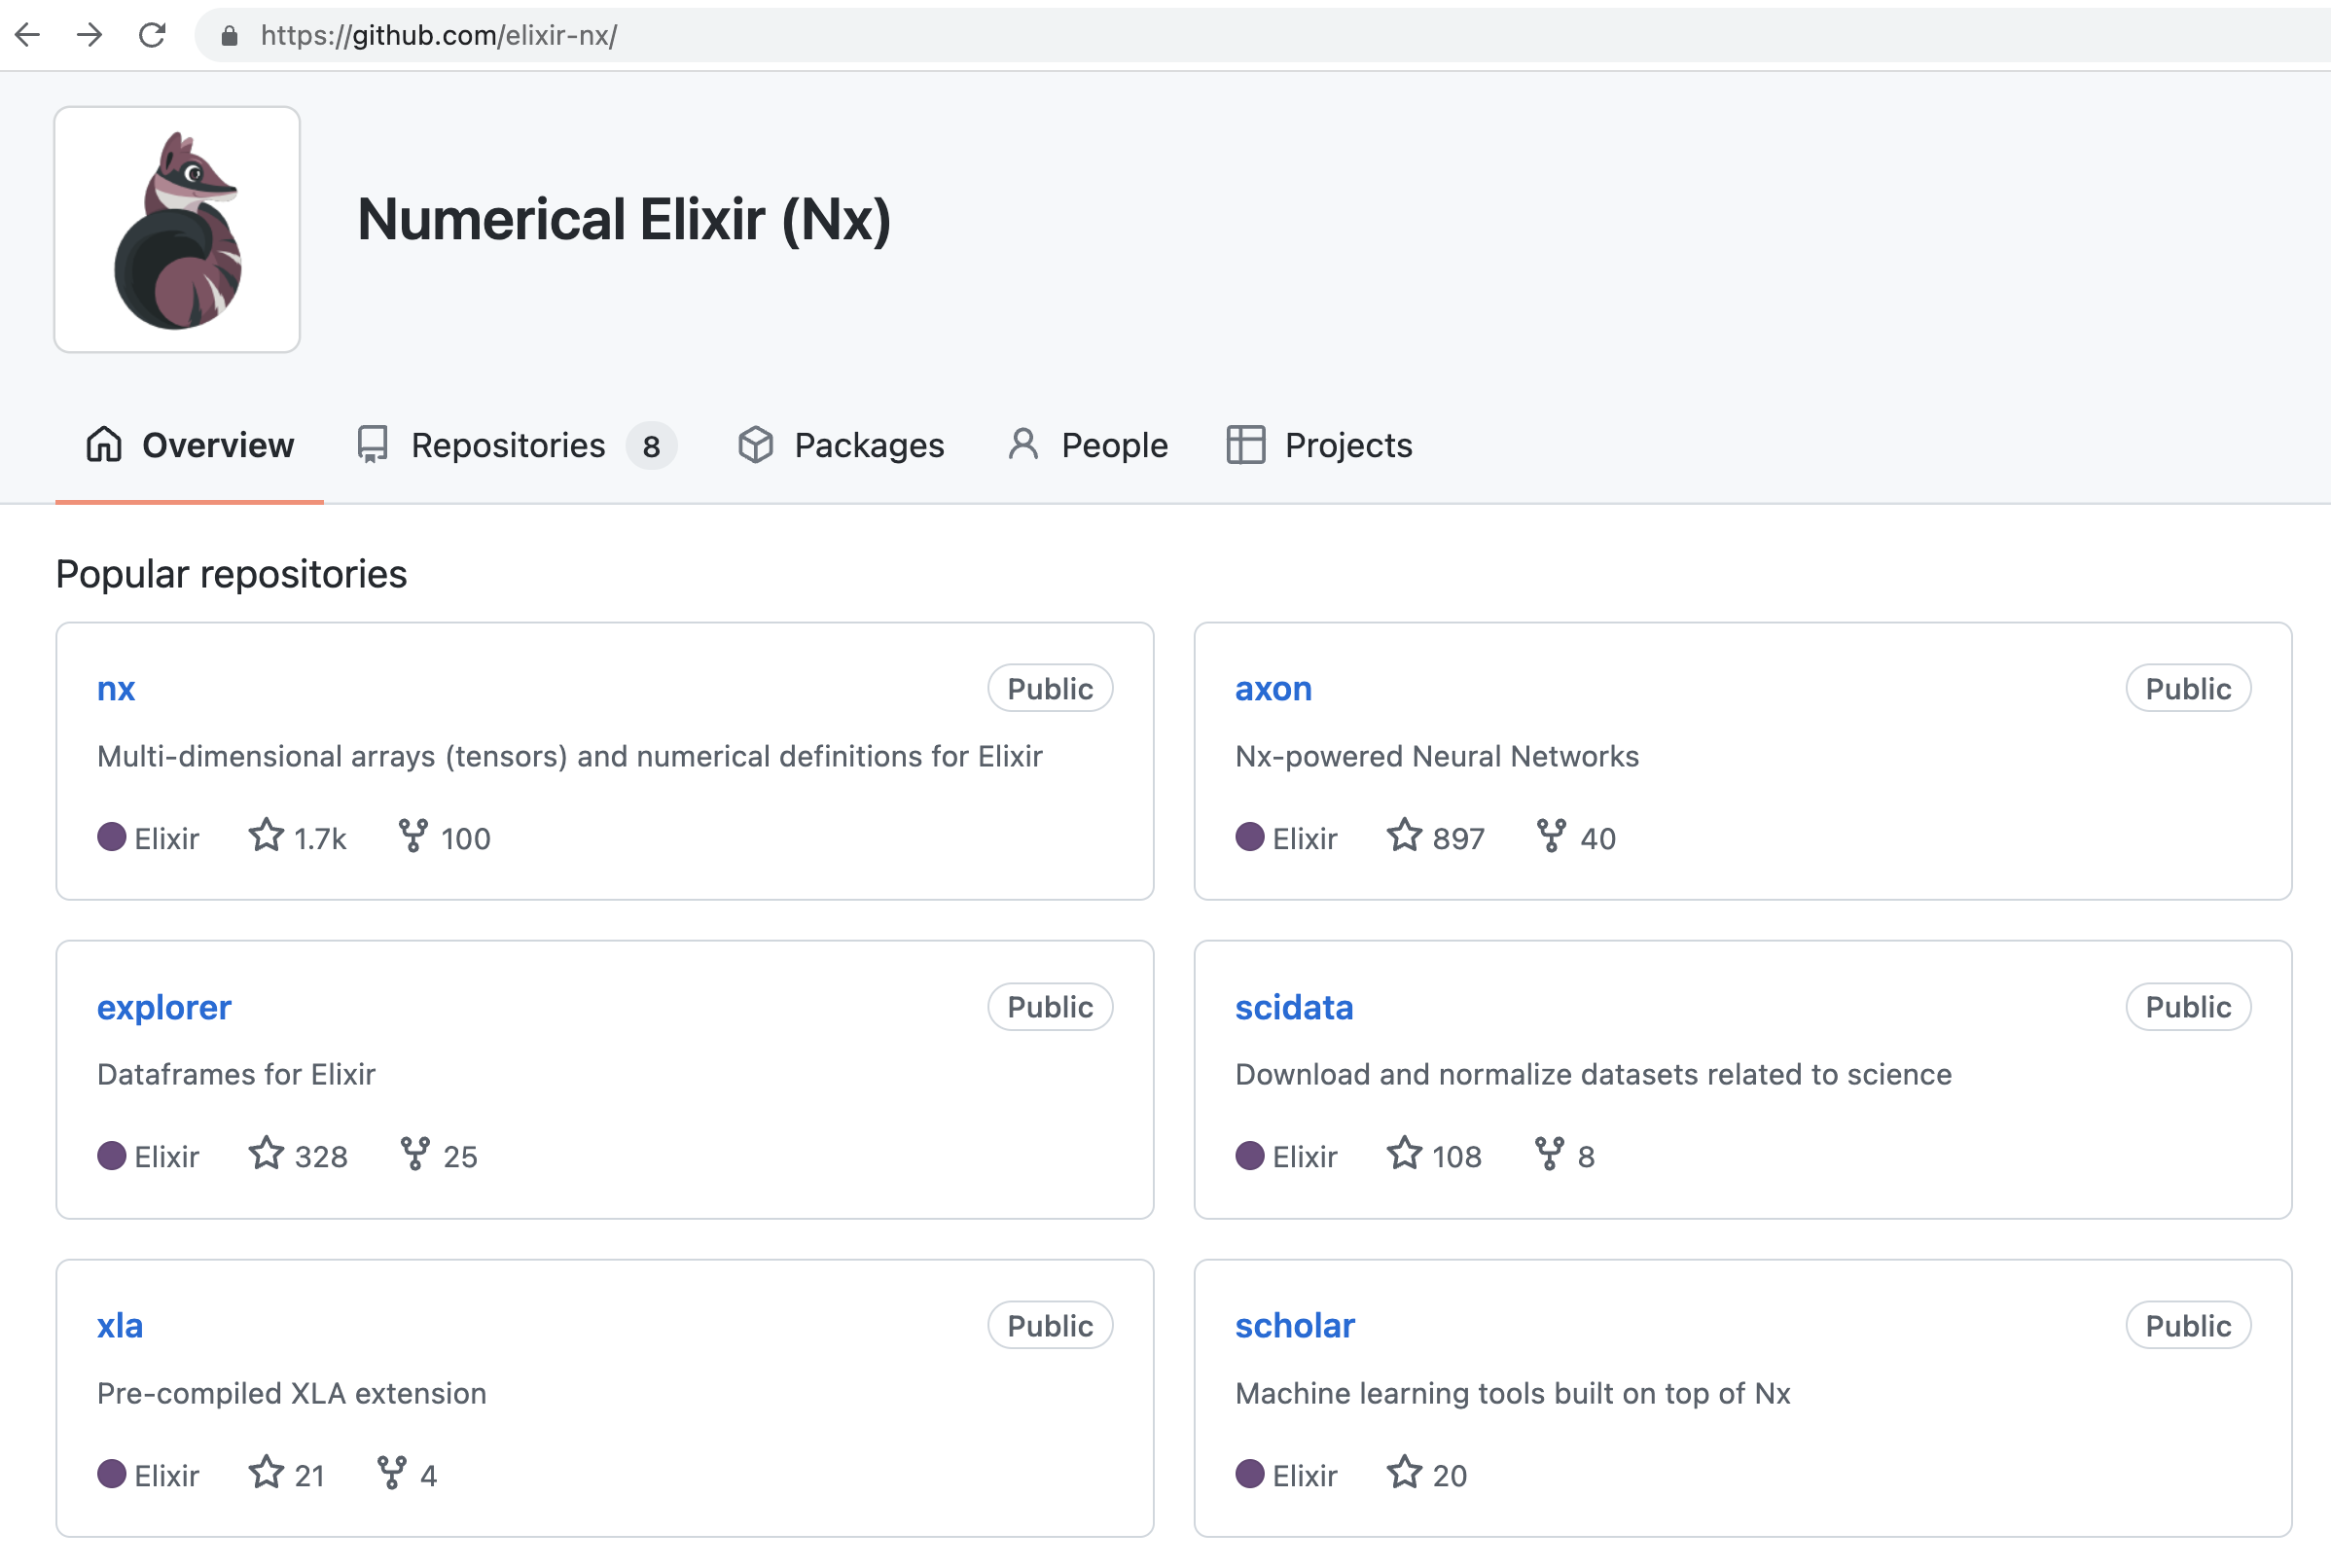 https://github.com/elixir-nx/
Numerical Elixir (Nx)
Overview Repositories 8 Packages People Projects
Popular repositories
nx Public
Multi-dimensional arrays (tensors) and numerical definitions for Elixir
Elixir 1.7k 100
axon Public
Nx-powered Neural Networks
Elixir 897 40
explorer Public
Dataframes for Elixir
Elixir 328 25
scidata Public
Download and normalize datasets related to science
Elixir 108 8
xla Public
Pre-compiled XLA extension
Elixir 21 4
scholar Public
Machine learning tools built on top of Nx
Elixir 20